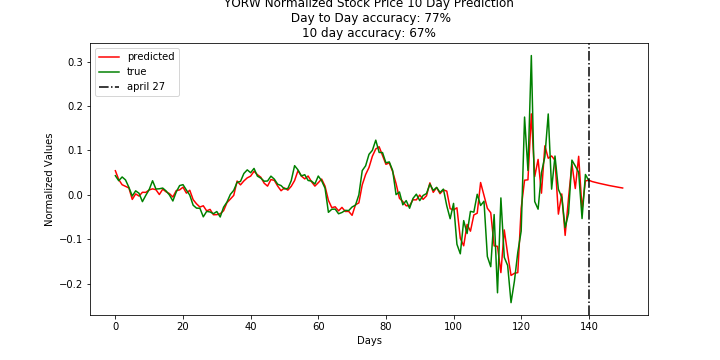 YORW Normalized Stock Price 10 Day Prediction
Day to Day accuracy: 77%
10 day accuracy: 67%
predicted
true
april 27
Normalized Values
0.3
0.2
0.1
0.0
−0.1
−0.2
0 20 40 60 80 100 120 140
Days